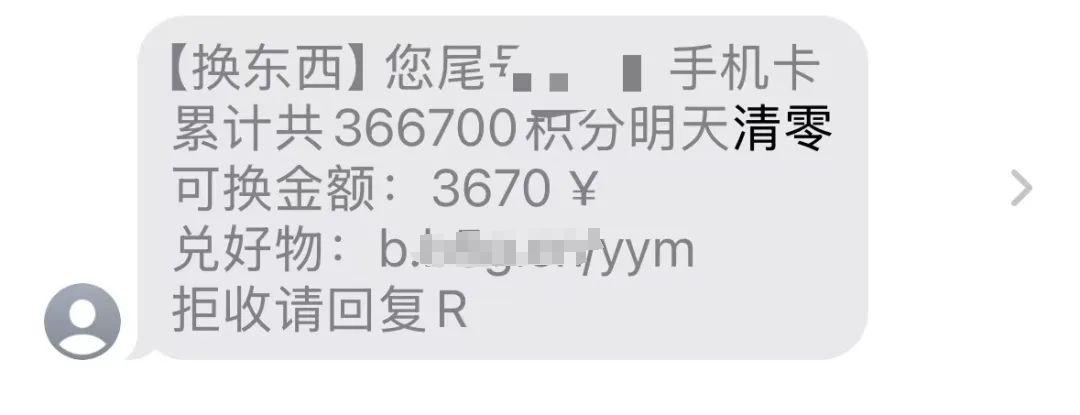 【换东西】您尾号 手机卡
累计共366700积分明天清零
可换金额：3670¥
兑好物： /yym
拒收请回复R